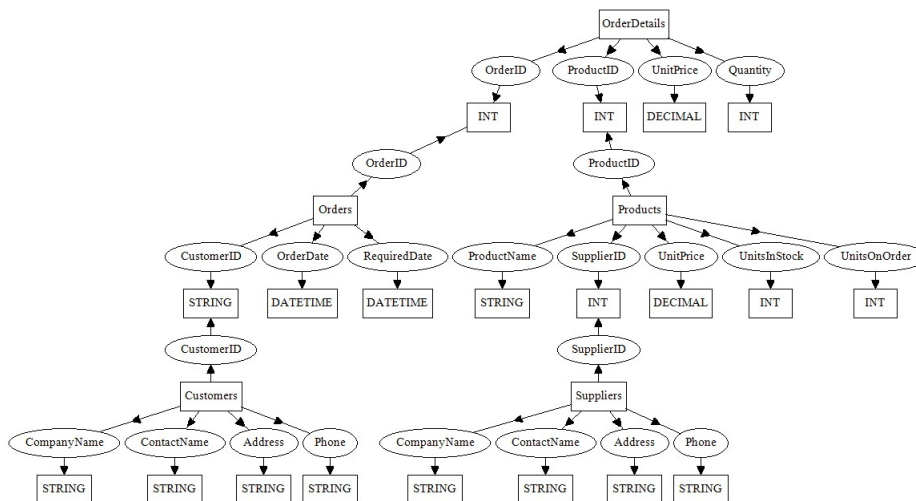 OrderDetails
OrderID ProductID UnitPrice Quantity
INT INT DECIMAL INT
OrderID ProductID
Orders Products
CustomerID OrderDate RequiredDate ProductName SupplierID UnitPrice UnitsInStock UnitsOnOrder
STRING DATETIME DATETIME STRING INT DECIMAL INT INT
CustomerID SupplierID
Customers Suppliers
CompanyName ContactName Address Phone CompanyName ContactName Address Phone
STRING STRING STRING STRING STRING STRING STRING STRING